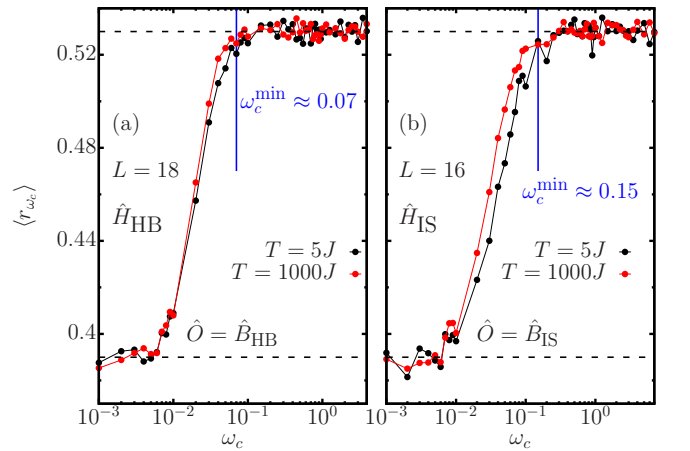 0.52
0.48
0.44
0.4
⟨r_{ω_c}⟩
(a)
ω_c^{min} ≈ 0.07
L = 18
Ĥ_{HB}
T = 5J
T = 1000J
Ô = B̂_{HB}
10^{−3} 10^{−2} 10^{−1} 10^{0}
ω_c
(b)
L = 16
ω_c^{min} ≈ 0.15
Ĥ_{IS}
T = 5J
T = 1000J
Ô = B̂_{IS}
10^{−3} 10^{−2} 10^{−1} 10^{0}
ω_c